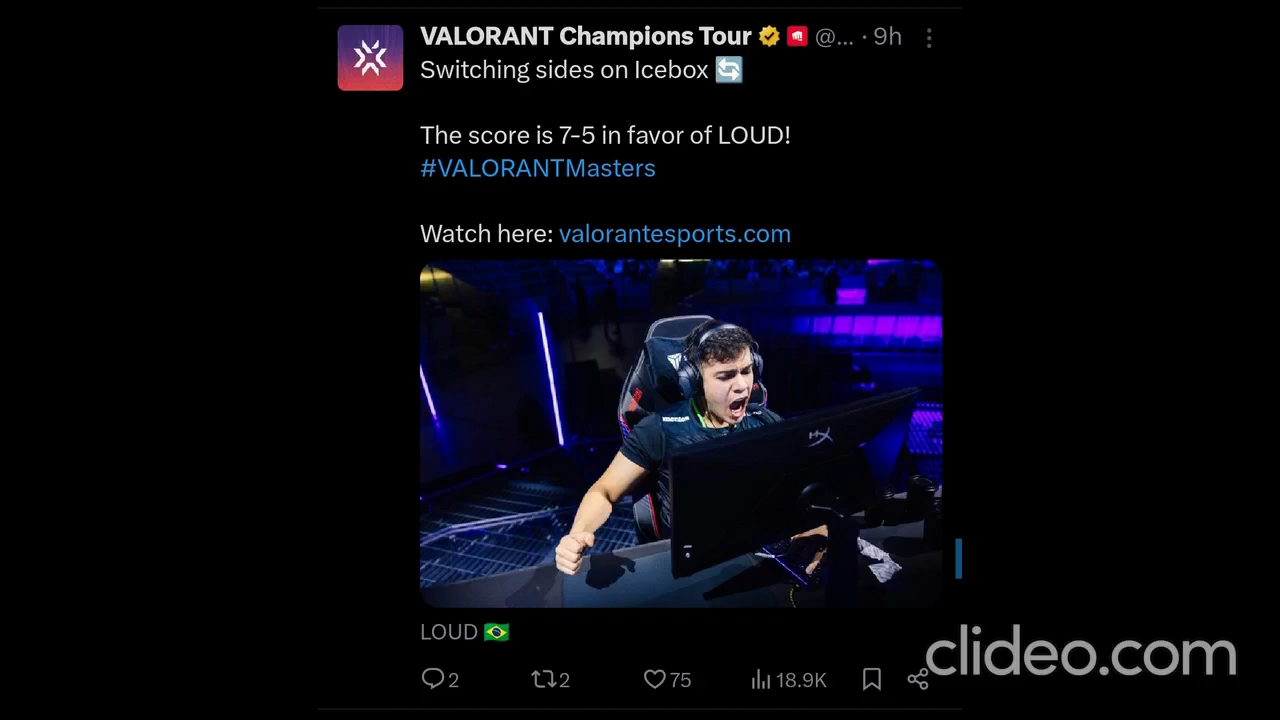 VALORANT Champions Tour @... · 9h
Switching sides on Icebox 🔄
The score is 7-5 in favor of LOUD!
#VALORANTMasters
Watch here: valorantesports.com
HX
LOUD 🇧🇷
2 2 75 18.9K
clideo.com